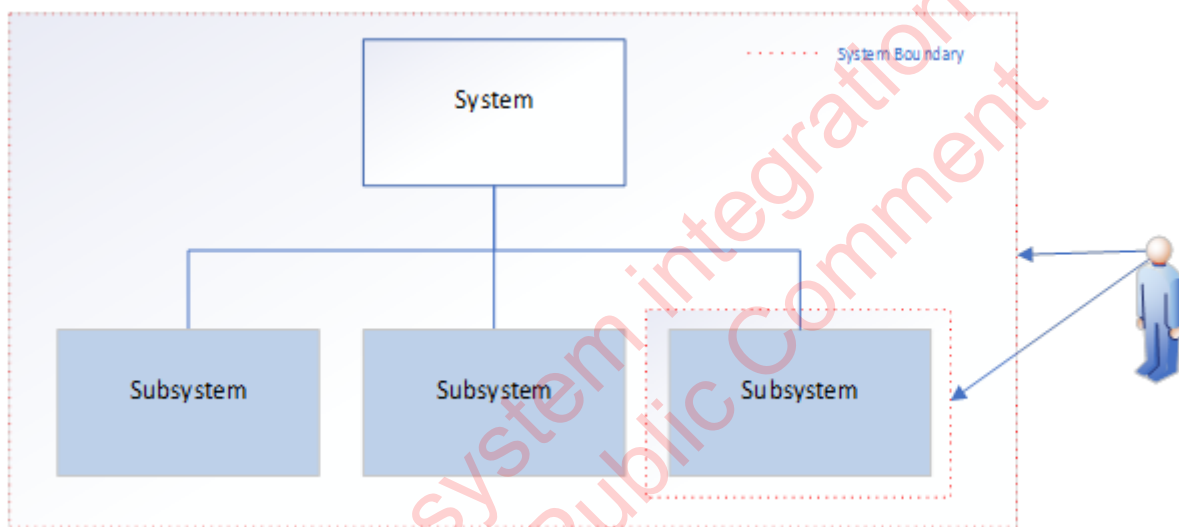 System
System Boundary
Subsystem
Subsystem
Subsystem
system integration
Public Comment